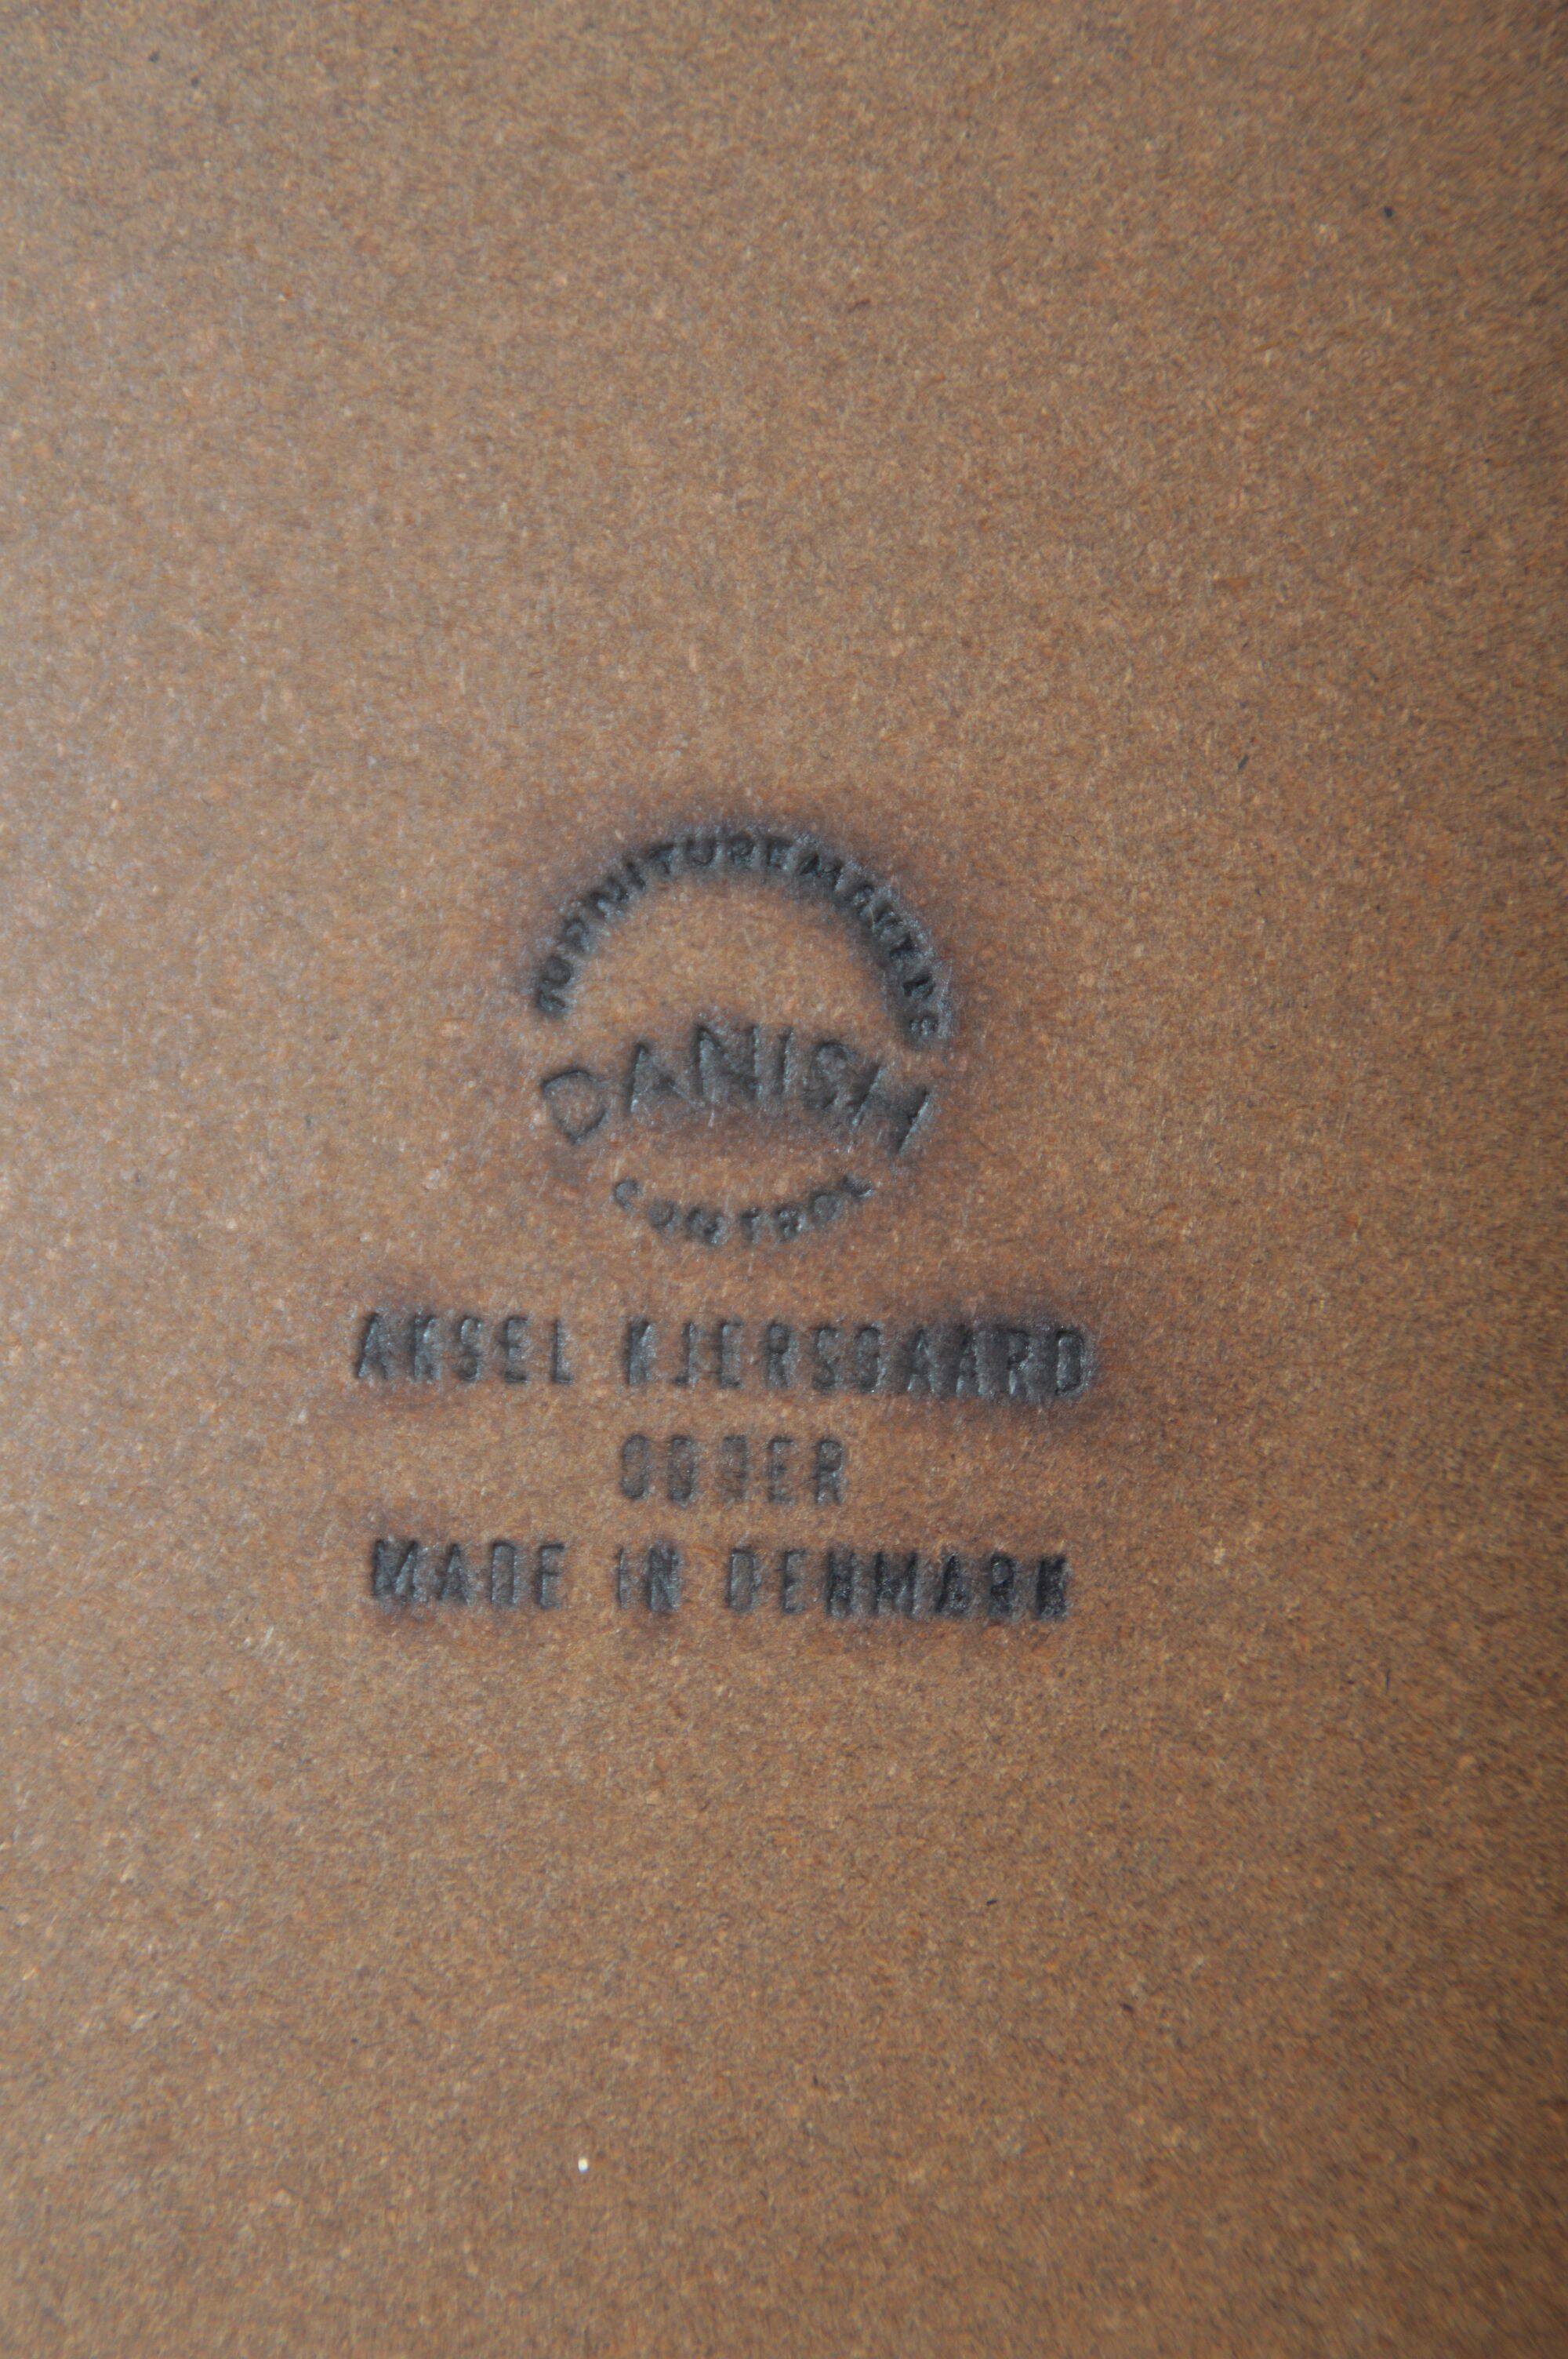 FURNITUREMAKERS
DANISH
CONTROL
AKSEL KJERSGAARD
ODDER
MADE IN DENMARK